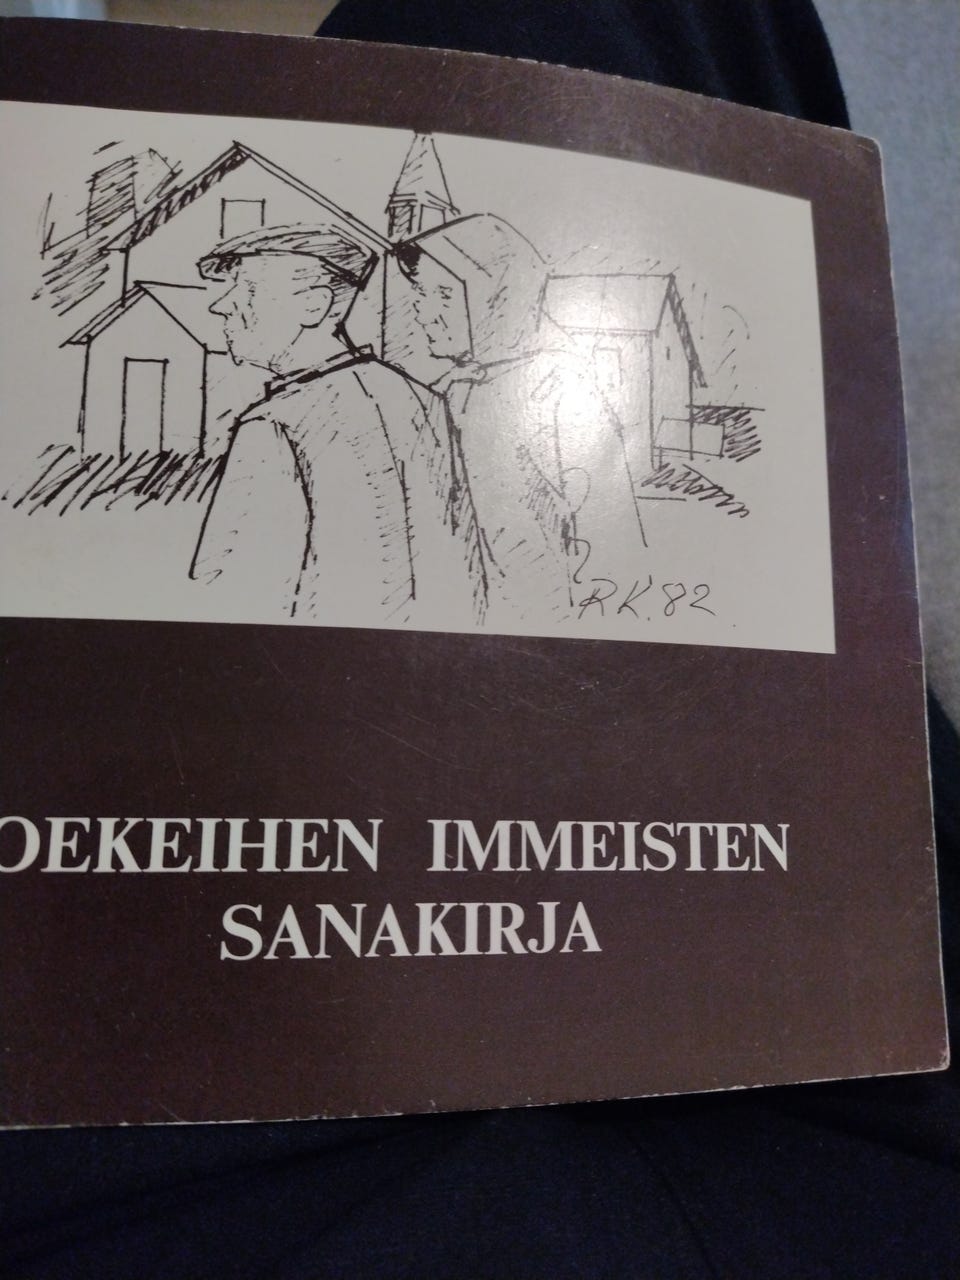 RK.82
OEKEIHEN IMMEISTEN
SANAKIRJA